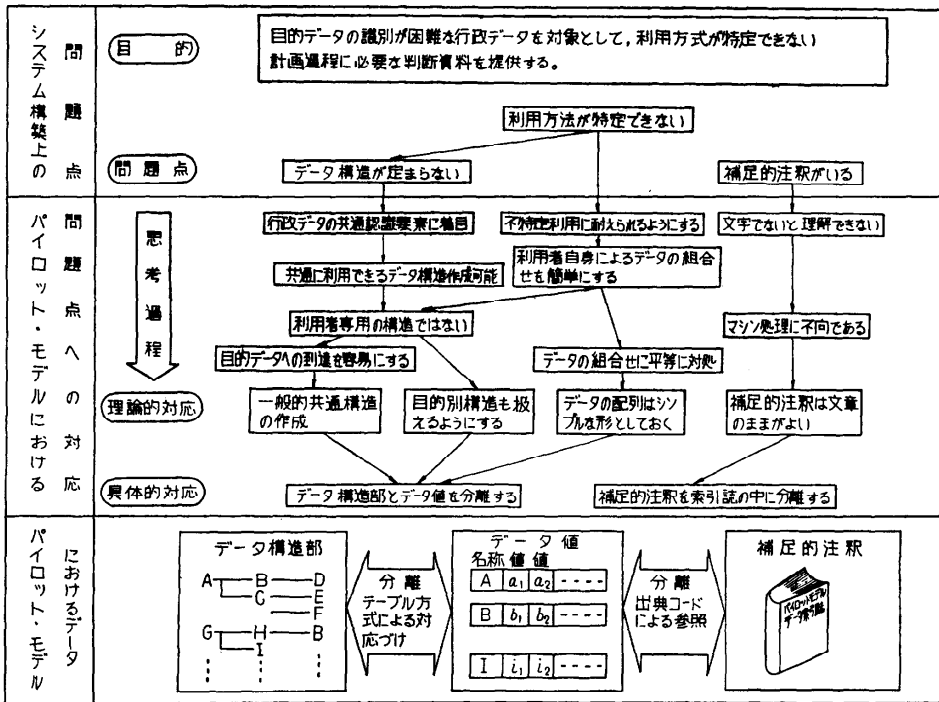 システム構築上の
問題点
目的
目的データの識別が困難な行政データを対象として，利用方式が特定できない
計画過程に必要な判断資料を提供する。
利用方法が特定できない
問題点
データ構造が定まらない
補足的注釈がいる
パイロット・モデルにおける
問題点への対応
思考過程
行政データの共通認識要素に着目
不特定利用に耐えられるようにする
文字でないと理解できない
共通に利用できるデータ構造作成可能
利用者自身によるデータの組合
せを簡単にする
利用者専用の構造ではない
マシン処理に不向である
目的データへの到達を容易にする
データの組合せに平等に対処
理論的対応
一般的共通構造
の作成
目的別構造も扱
えるようにする
データの配列はシン
プルな形としておく
補足的注釈は文章
のままがよい
具体的対応
データ構造部とデータ値を分離する
補足的注釈を索引誌の中に分離する
パイロット・モデル
におけるデータ
データ構造部
A B D
C E
F
G H B
I
分離
テーブル方
式による対
応づけ
データ値
名称 値 値
A a₁ a₂ ----
B b₁ b₂ ----
I i₁ i₂ ----
分離
出典コード
による参照
補足的注釈
パイロットモデル
データ索引誌